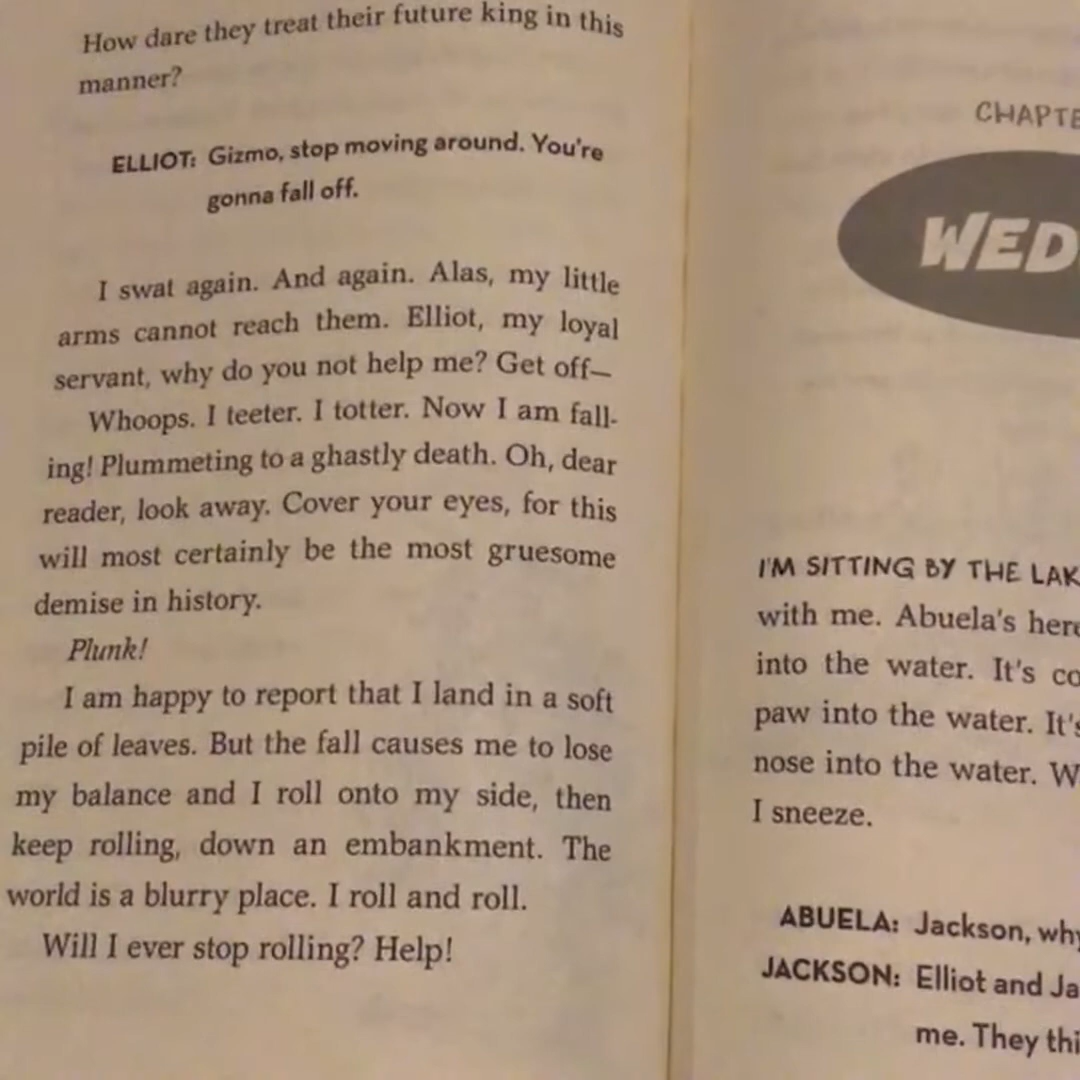 How dare they treat their future king in this
manner?
ELLIOT: Gizmo, stop moving around. You're
gonna fall off.
I swat again. And again. Alas, my little
arms cannot reach them. Elliot, my loyal
servant, why do you not help me? Get off—
Whoops. I teeter. I totter. Now I am fall-
ing! Plummeting to a ghastly death. Oh, dear
reader, look away. Cover your eyes, for this
will most certainly be the most gruesome
demise in history.
Plunk!
I am happy to report that I land in a soft
pile of leaves. But the fall causes me to lose
my balance and I roll onto my side, then
keep rolling, down an embankment. The
world is a blurry place. I roll and roll.
Will I ever stop rolling? Help!
CHAPTE
WED
I'M SITTING BY THE LAK
with me. Abuela's here
into the water. It's co
paw into the water. It's
nose into the water. W
I sneeze.
ABUELA: Jackson, why
JACKSON: Elliot and Ja
me. They thi